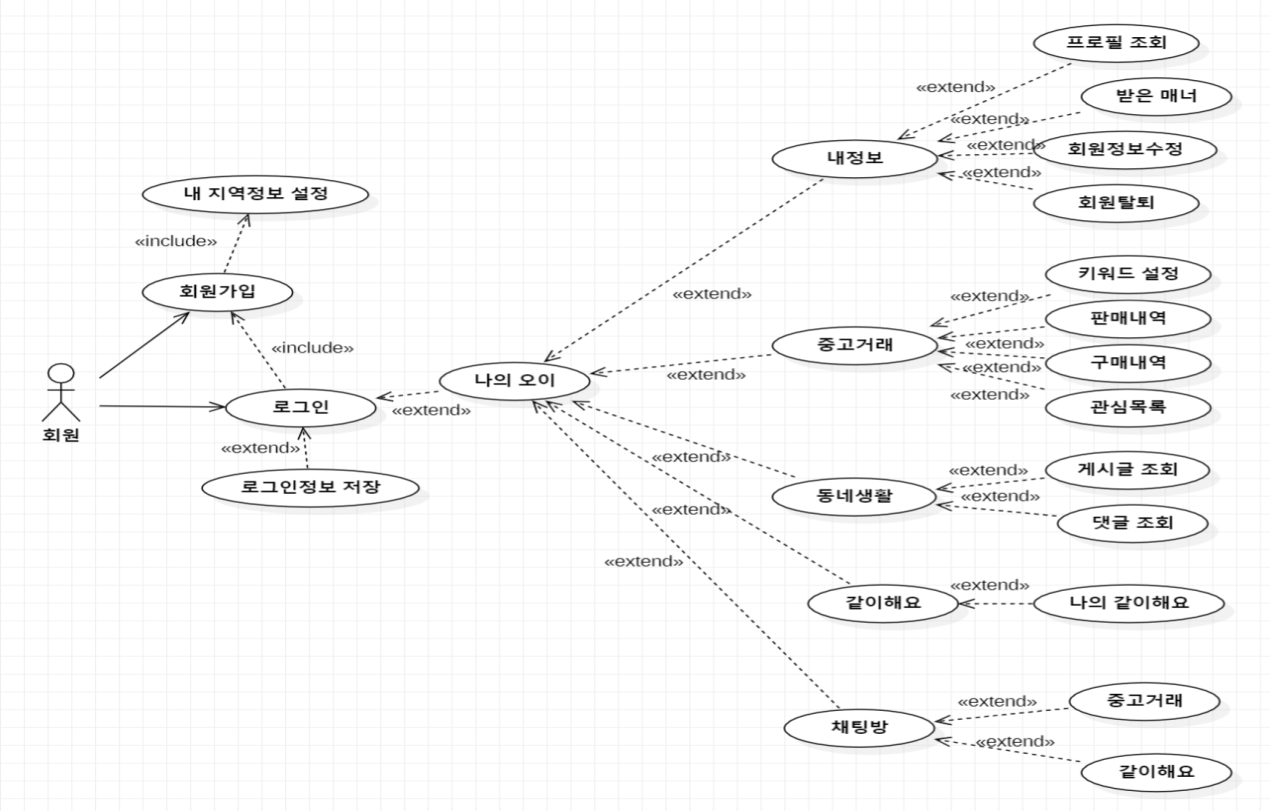 프로필 조회
«extend»
받은 매너
«extend»
회원정보수정
«extend»
내정보
«extend»
회원탈퇴
내 지역정보 설정
«include»
회원가입
«extend»
키워드 설정
«extend»
판매내역
중고거래
«extend»
구매내역
«extend»
«extend»
관심목록
«include»
나의 오이
«extend»
로그인
«extend»
회원
«extend»
로그인정보 저장
«extend»
동네생활
«extend»
게시글 조회
«extend»
댓글 조회
«extend»
«extend»
같이해요
«extend»
나의 같이해요
채팅방
«extend»
중고거래
«extend»
같이해요